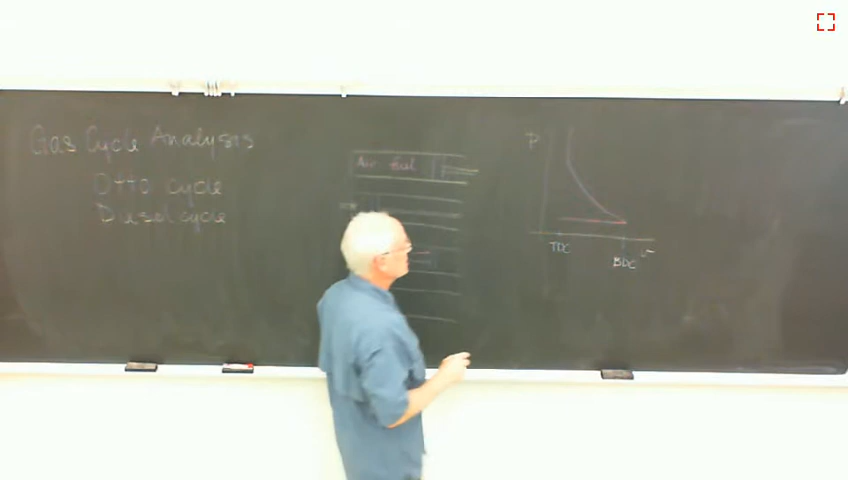 Gas Cycle Analysis
Otto cycle
Diesel cycle
Air fuel
P
TDC
BDC
v